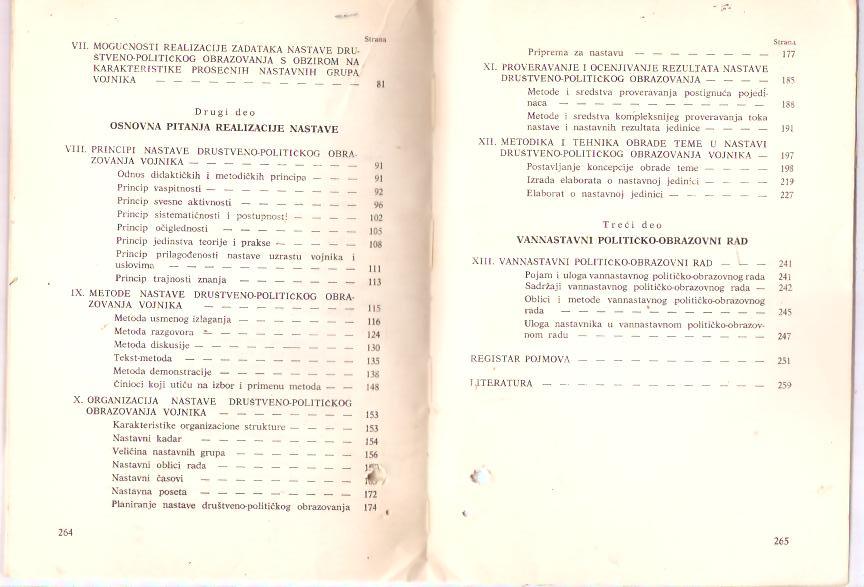 Strana
VII. MOGUĆNOSTI REALIZACIJE ZADATAKA NASTAVE DRU-
ŠTVENO-POLITIČKOG OBRAZOVANJA S OBZIROM NA
KARAKTERISTIKE PROSEČNIH NASTAVNIH GRUPA
VOJNIKA — — — — — — — — — — — 81
Drugi deo
OSNOVNA PITANJA REALIZACIJE NASTAVE
VIII. PRINCIPI NASTAVE DRUŠTVENO-POLITIČKOG OBRA-
ZOVANJA VOJNIKA — — — — — — — — — 91
Odnos didaktičkih i metodičkih principa — — — 91
Princip vaspitnosti — — — — — — — — 92
Princip svesne aktivnosti — — — — — — 96
Princip sistematičnosti i postupnosti — — — — 102
Princip očiglednosti — — — — — — — 105
Princip jedinstva teorije i prakse — — — — — 108
Princip prilagođenosti nastave uzrastu vojnika i
uslovima — — — — — — — — — 111
Princip trajnosti znanja — — — — — — 113
IX. METODE NASTAVE DRUŠTVENO-POLITIČKOG OBRA-
ZOVANJA VOJNIKA — — — — — — — — 115
Metoda usmenog izlaganja — — — — — — 116
Metoda razgovora — — — — — — — — 124
Metoda diskusije — — — — — — — — 130
Tekst-metoda — — — — — — — — 135
Metoda demonstracije — — — — — — — 138
Činioci koji utiču na izbor i primenu metoda — — 148
X. ORGANIZACIJA NASTAVE DRUŠTVENO-POLITIČKOG
OBRAZOVANJA VOJNIKA — — — — — — — 153
Karakteristike organizacione strukture — — — — 153
Nastavni kadar — — — — — — — — 154
Veličina nastavnih grupa — — — — — — 156
Nastavni oblici rada — — — — — — —
Nastavni časovi — — — — — — — —
Nastavna poseta — — — — — — — — 172
Planiranje nastave društveno-političkog obrazovanja 174
264
Strana
Priprema za nastavu — — — — — — — 177
XI. PROVERAVANJE I OCENJIVANJE REZULTATA NASTAVE
DRUŠTVENO-POLITIČKOG OBRAZOVANJA — — — — 185
Metode i sredstva proveravanja postignuća pojedi-
naca — — — — — — — — — — — 188
Metode i sredstva kompleksnijeg proveravanja toka
nastave i nastavnih rezultata jedinice — — — — 191
XII. METODIKA I TEHNIKA OBRADE TEME U NASTAVI
DRUŠTVENO-POLITIČKOG OBRAZOVANJA VOJNIKA — 197
Postavljanje koncepcije obrade teme — — — — 198
Izrada elaborata o nastavnoj jedinici — — — — 219
Elaborat o nastavnoj jedinici — — — — — 227
Treći deo
VANNASTAVNI POLITIČKO-OBRAZOVNI RAD
XIII. VANNASTAVNI POLITIČKO-OBRAZOVNI RAD — — — 241
Pojam i uloga vannastavnog političko-obrazovnog rada 241
Sadržaji vannastavnog političko-obrazovnog rada — 242
Oblici i metode vannastavnog političko-obrazovnog
rada — — — — — — — — — — — 245
Uloga nastavnika u vannastavnom političko-obrazov-
nom radu — — — — — — — — — — 247
REGISTAR POJMOVA — — — — — — — — — — 251
LITERATURA — — — — — — — — — — — — 259
265